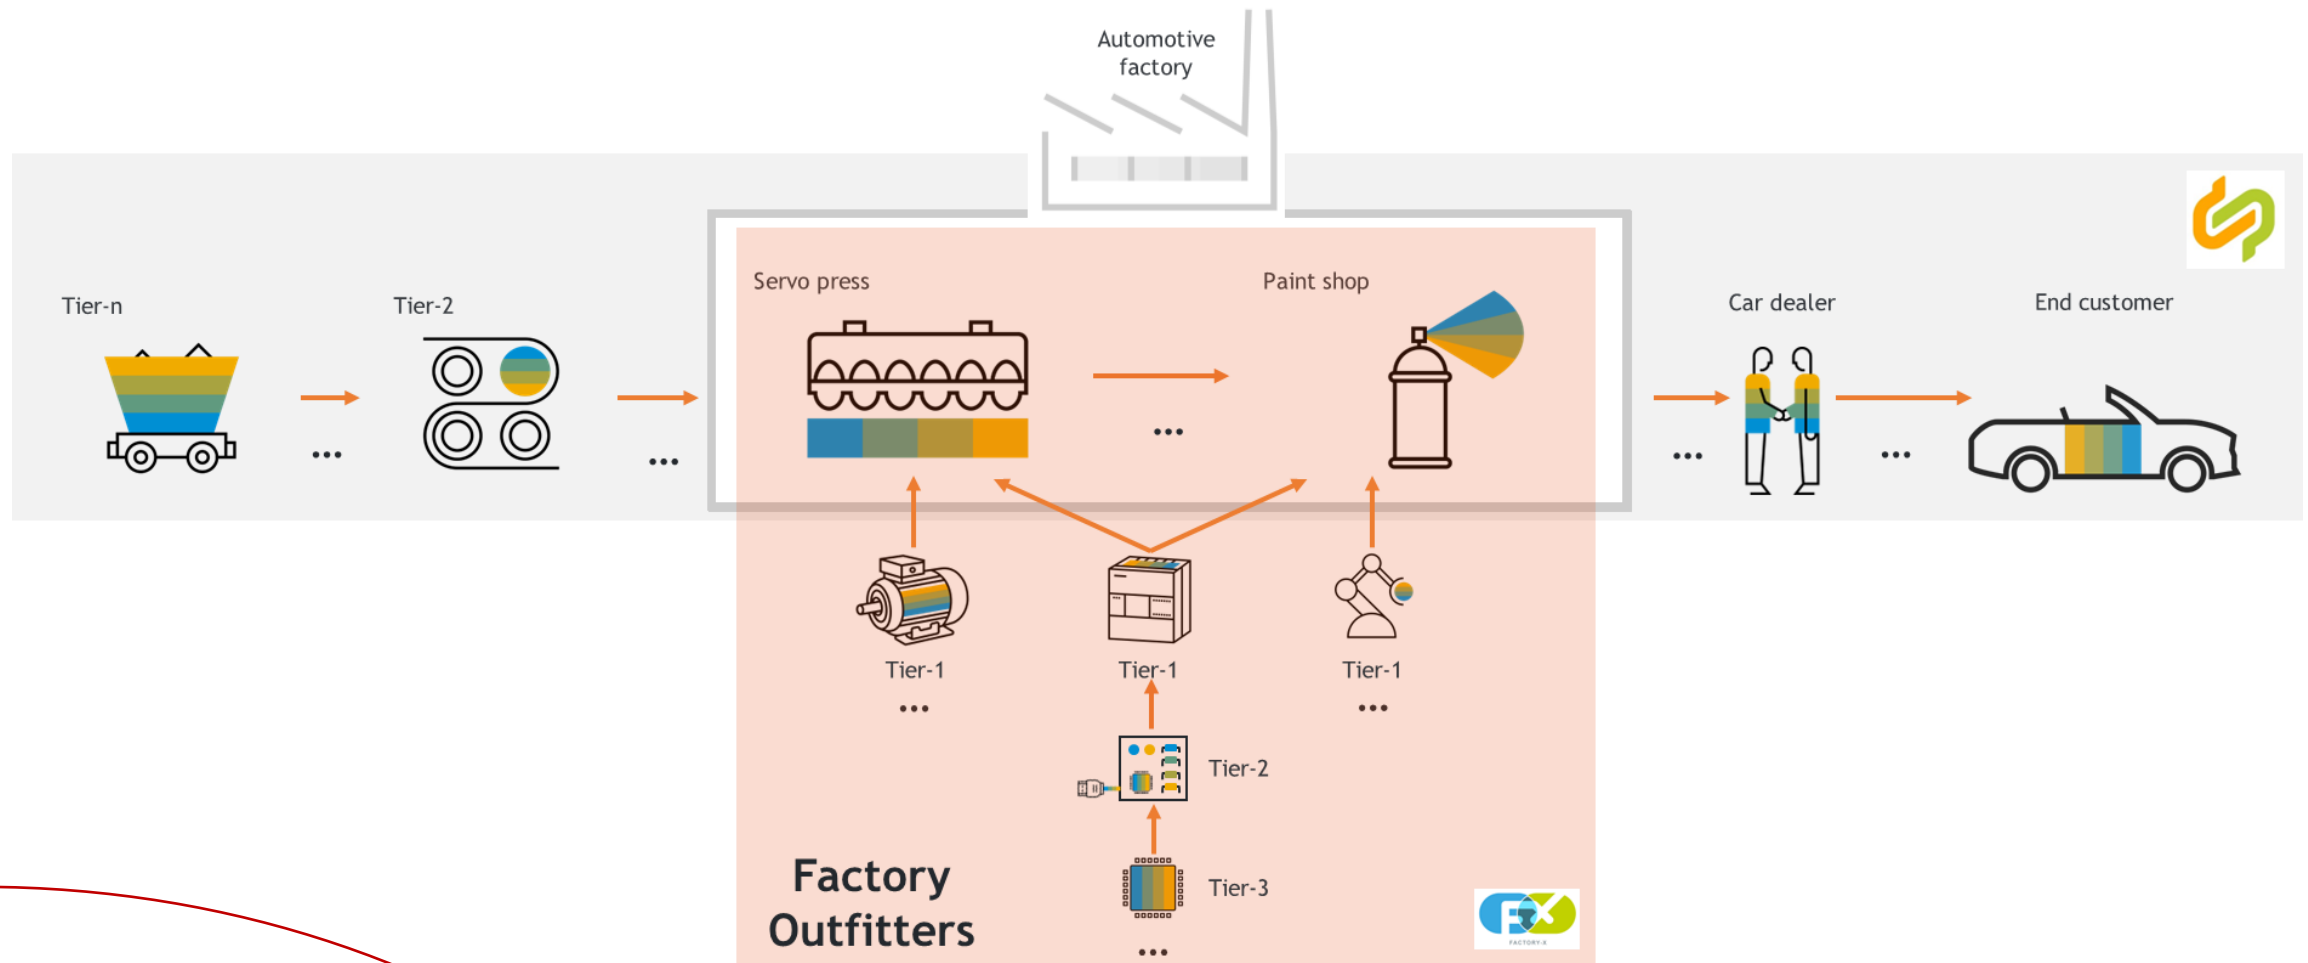 Automotive
factory
Servo press
Paint shop
Tier-n
Tier-2
Car dealer
End customer
...
...
...
...
...
Tier-1
Tier-1
Tier-1
...
...
Tier-2
Factory
Outfitters
Tier-3
FACTORY-X
...